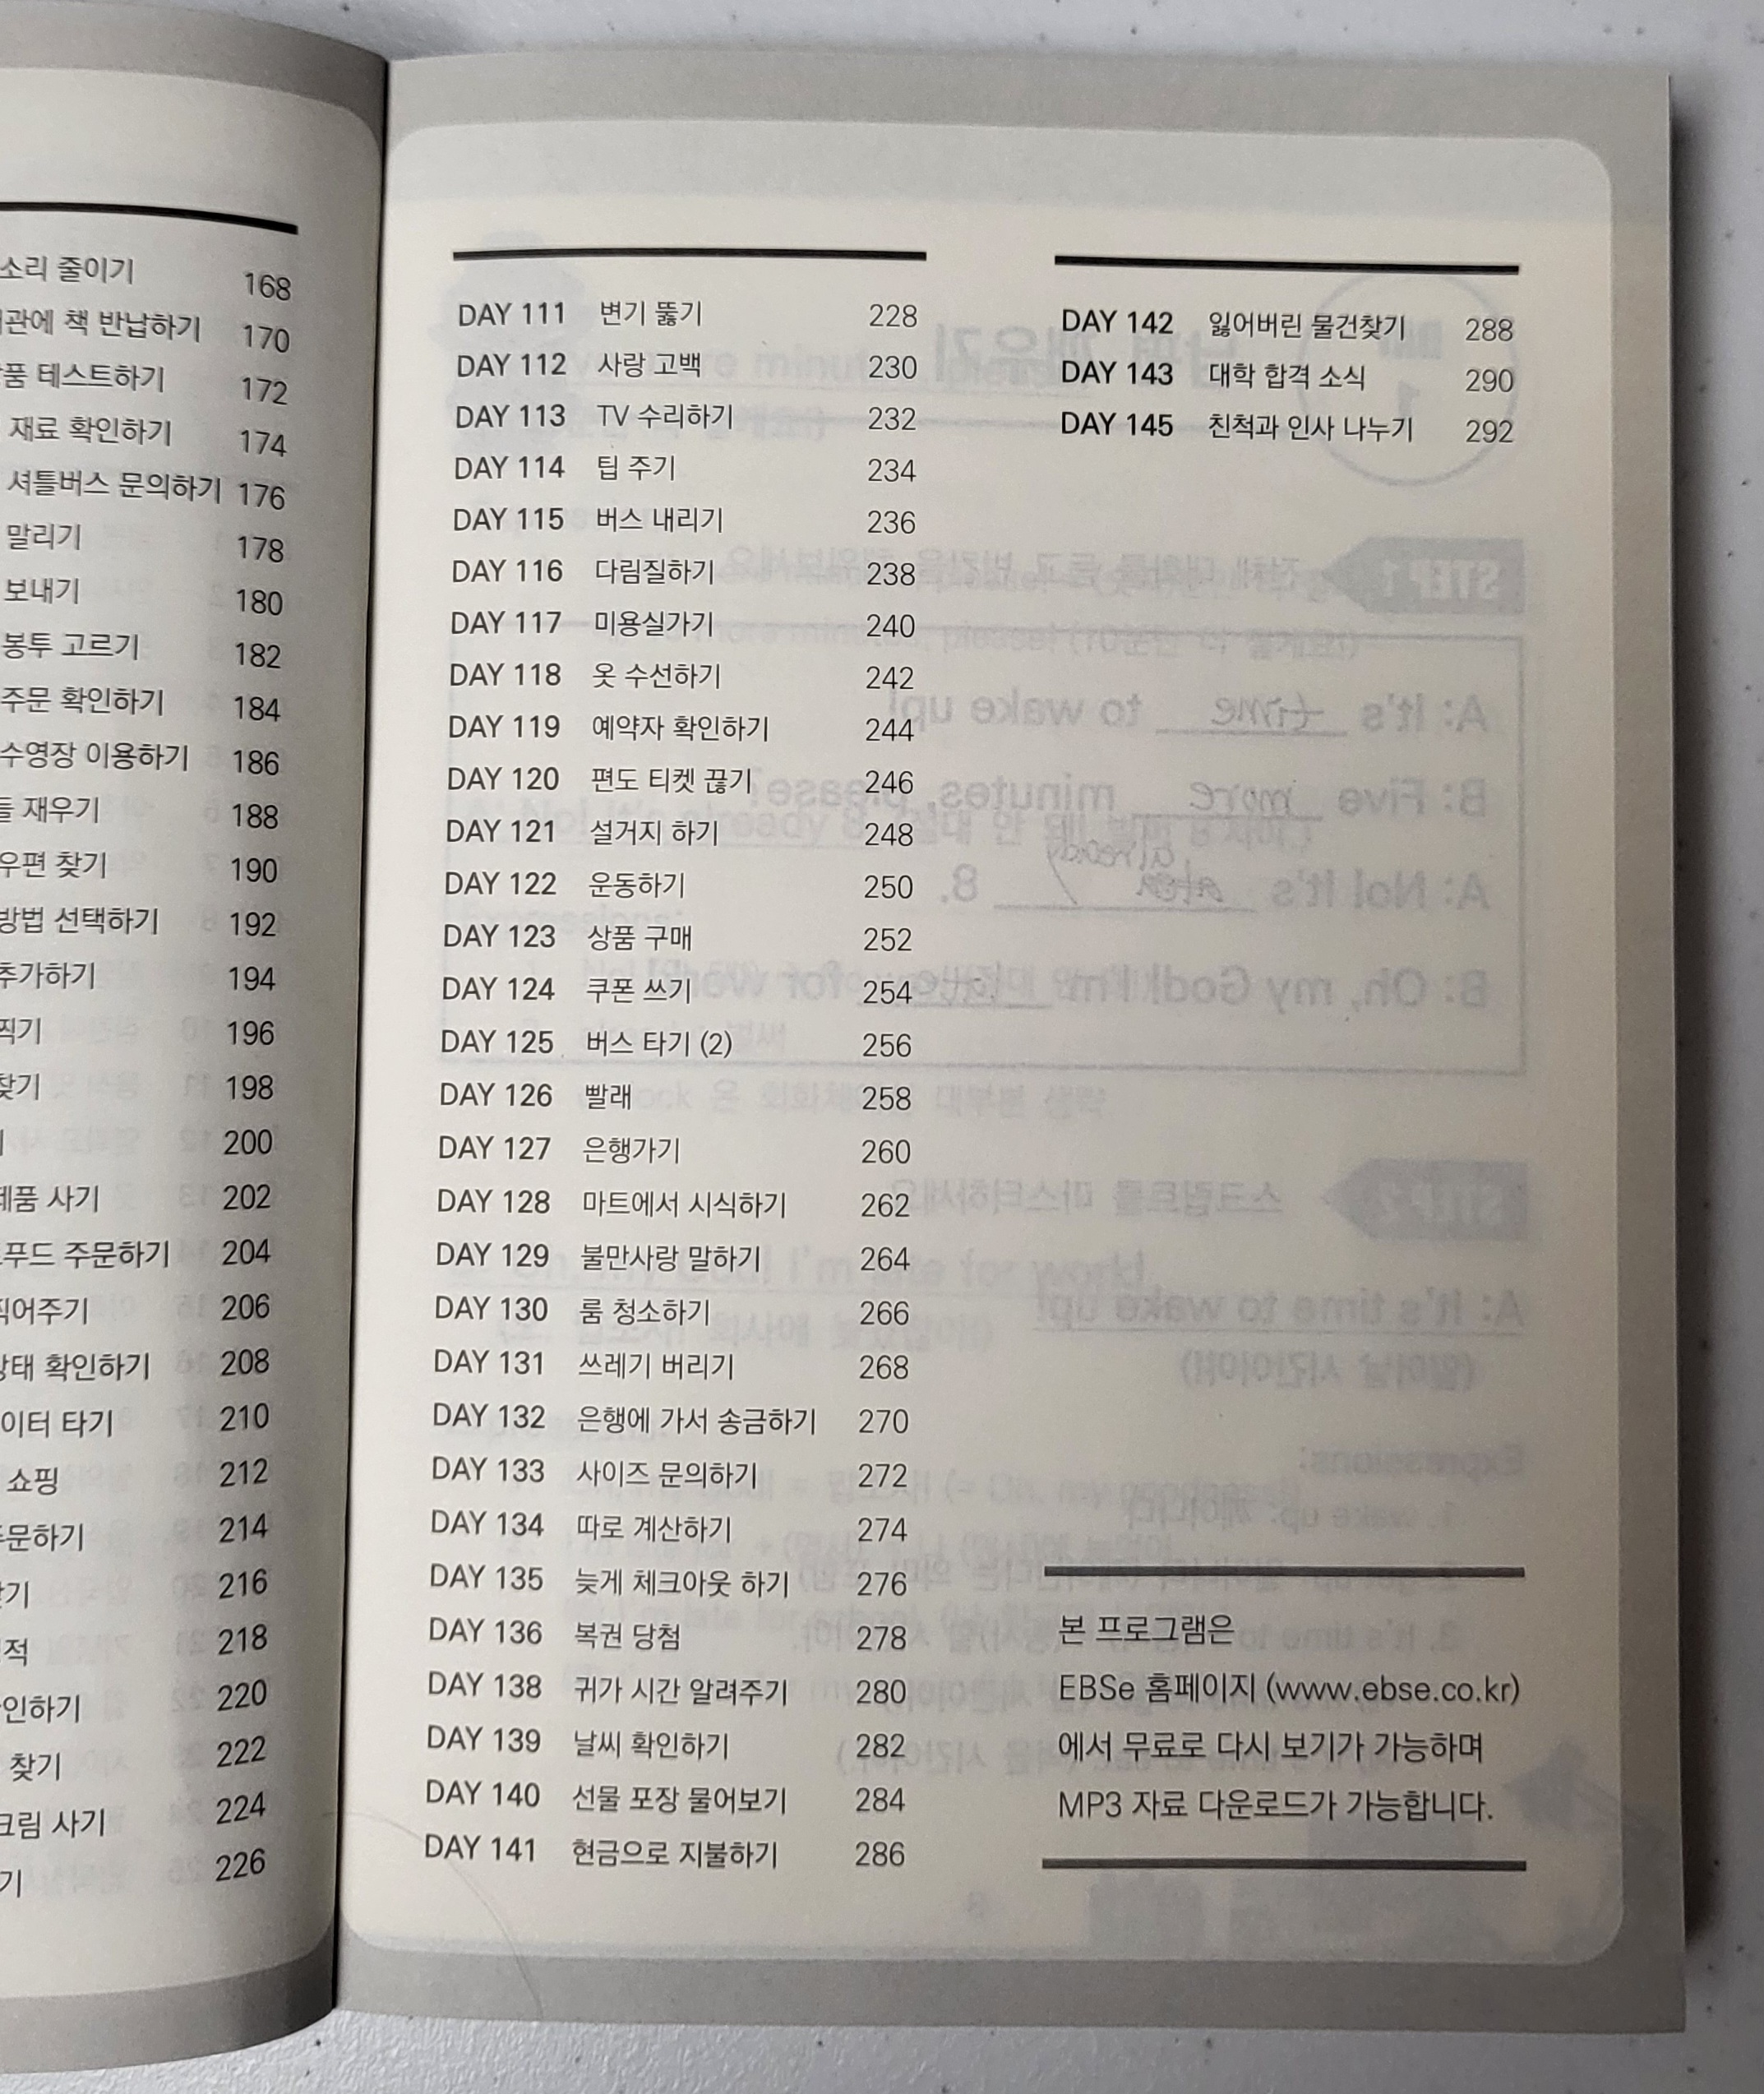 소리 줄이기 168
관에 책 반납하기 170
품 테스트하기 172
재료 확인하기 174
셔틀버스 문의하기 176
말리기 178
보내기 180
봉투 고르기 182
주문 확인하기 184
수영장 이용하기 186
재우기 188
우편 찾기 190
방법 선택하기 192
추가하기 194
196
찾기 198
200
제품 사기 202
푸드 주문하기 204
찍어주기 206
상태 확인하기 208
이터 타기 210
쇼핑 212
주문하기 214
216
적 218
인하기 220
찾기 222
크림 사기 224
기 226
DAY 111 변기 뚫기 228
DAY 112 사랑 고백 230
DAY 113 TV 수리하기 232
DAY 114 팁 주기 234
DAY 115 버스 내리기 236
DAY 116 다림질하기 238
DAY 117 미용실가기 240
DAY 118 옷 수선하기 242
DAY 119 예약자 확인하기 244
DAY 120 편도 티켓 끊기 246
DAY 121 설거지 하기 248
DAY 122 운동하기 250
DAY 123 상품 구매 252
DAY 124 쿠폰 쓰기 254
DAY 125 버스 타기 (2) 256
DAY 126 빨래 258
DAY 127 은행가기 260
DAY 128 마트에서 시식하기 262
DAY 129 불만사랑 말하기 264
DAY 130 룸 청소하기 266
DAY 131 쓰레기 버리기 268
DAY 132 은행에 가서 송금하기 270
DAY 133 사이즈 문의하기 272
DAY 134 따로 계산하기 274
DAY 135 늦게 체크아웃 하기 276
DAY 136 복권 당첨 278
DAY 138 귀가 시간 알려주기 280
DAY 139 날씨 확인하기 282
DAY 140 선물 포장 물어보기 284
DAY 141 현금으로 지불하기 286
DAY 142 잃어버린 물건찾기 288
DAY 143 대학 합격 소식 290
DAY 145 친척과 인사 나누기 292
본 프로그램은
EBSe 홈페이지 (www.ebse.co.kr)
에서 무료로 다시 보기가 가능하며
MP3 자료 다운로드가 가능합니다.